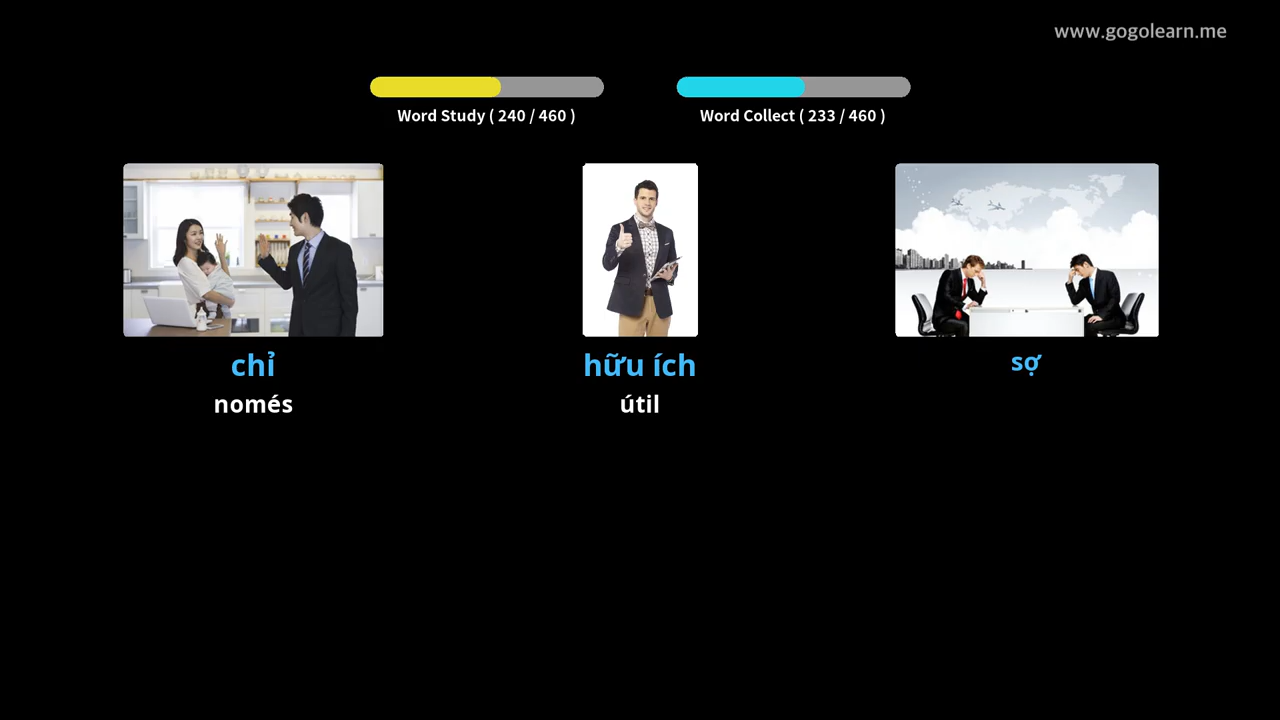 www.gogolearn.me
Word Study ( 240 / 460 )
Word Collect ( 233 / 460 )
chỉ
només
hữu ích
útil
sợ